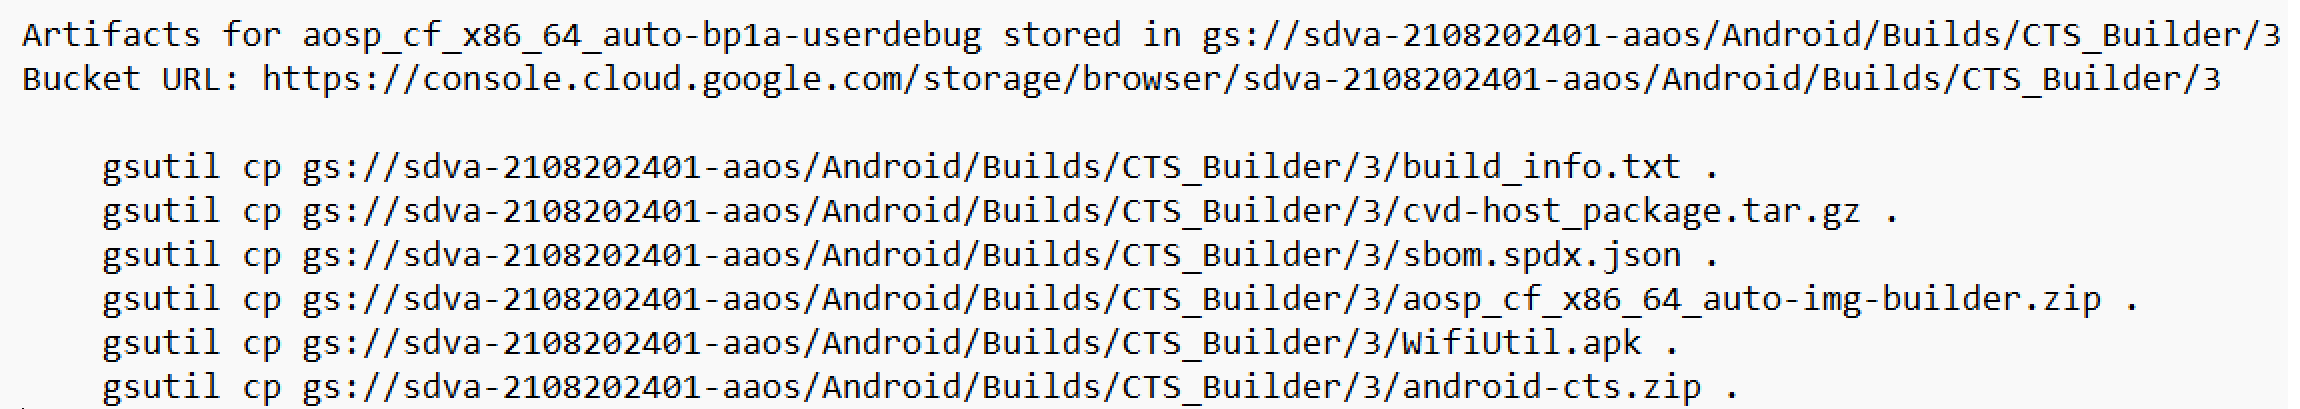 Artifacts for aosp_cf_x86_64_auto-bp1a-userdebug stored in gs://sdva-2108202401-aaos/Android/Builds/CTS_Builder/3
Bucket URL: https://console.cloud.google.com/storage/browser/sdva-2108202401-aaos/Android/Builds/CTS_Builder/3
gsutil cp gs://sdva-2108202401-aaos/Android/Builds/CTS_Builder/3/build_info.txt .
gsutil cp gs://sdva-2108202401-aaos/Android/Builds/CTS_Builder/3/cvd-host_package.tar.gz .
gsutil cp gs://sdva-2108202401-aaos/Android/Builds/CTS_Builder/3/sbom.spdx.json .
gsutil cp gs://sdva-2108202401-aaos/Android/Builds/CTS_Builder/3/aosp_cf_x86_64_auto-img-builder.zip .
gsutil cp gs://sdva-2108202401-aaos/Android/Builds/CTS_Builder/3/WifiUtil.apk .
gsutil cp gs://sdva-2108202401-aaos/Android/Builds/CTS_Builder/3/android-cts.zip .